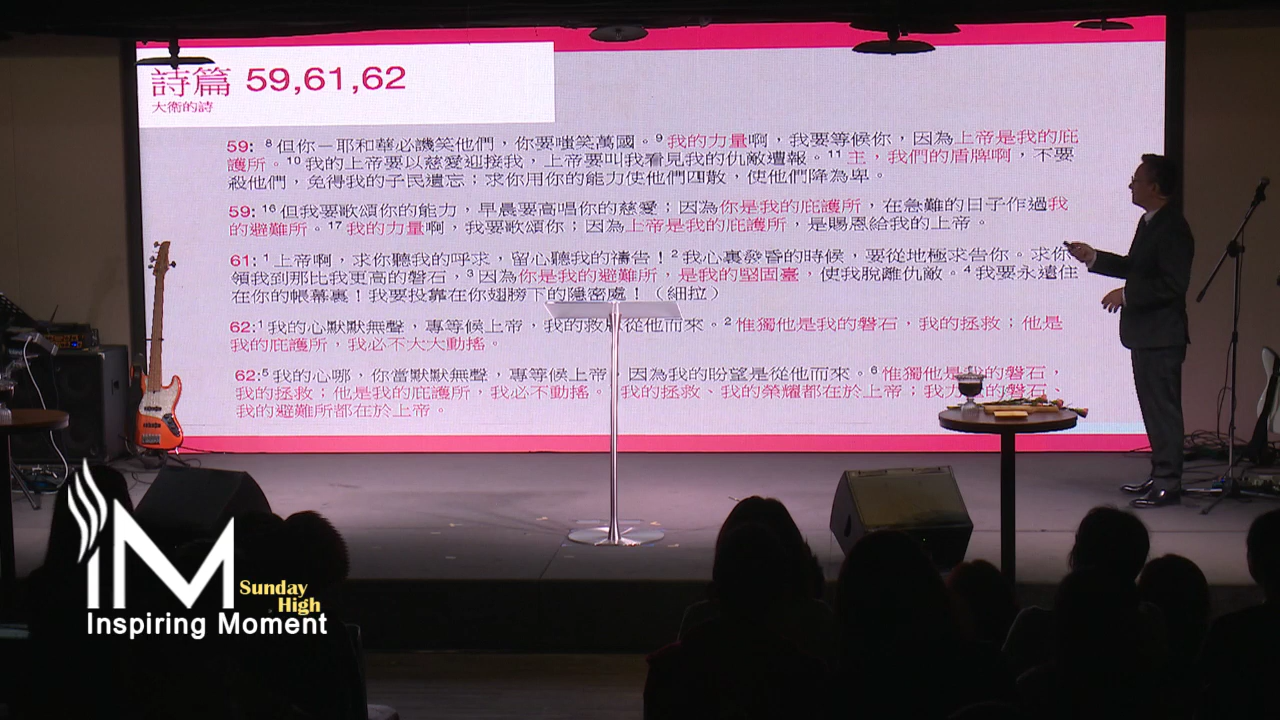 詩篇 59,61,62
大衛的詩
59: 8 但你－耶和華必譏笑他們，你要嗤笑萬國。9 我的力量啊，我要等候你，因為上帝是我的庇
護所。10 我的上帝要以慈愛迎接我，上帝要叫我看見我的仇敵遭報。11 主，我們的盾牌啊，不要
殺他們，免得我的子民遺忘；求你用你的能力使他們四散，使他們降為卑。
59: 16 但我要歌頌你的能力，早晨要高唱你的慈愛；因為你是我的庇護所，在急難的日子作過我
的避難所。17 我的力量啊，我要歌頌你；因為上帝是我的庇護所，是賜恩給我的上帝。
61: 1 上帝啊，求你聽我的呼求，留心聽我的禱告！2 我心裏發昏的時候，要從地極求告你。求你
領我到那比我更高的磐石，3 因為你是我的避難所，是我的堅固臺，使我脫離仇敵。4 我要永遠住
在你的帳幕裏！我要投靠在你翅膀下的隱密處！（細拉）
62:1 我的心默默無聲，專等候上帝，我的救恩從他而來。2 惟獨他是我的磐石，我的拯救；他是
我的庇護所，我必不大大動搖。
62:5 我的心哪，你當默默無聲，專等候上帝，因為我的盼望是從他而來。6 惟獨他是我的磐石，
我的拯救；他是我的庇護所，我必不動搖。我的拯救、我的榮耀都在於上帝；我力量的磐石、
我的避難所都在於上帝。
IM
Sunday
High
Inspiring Moment